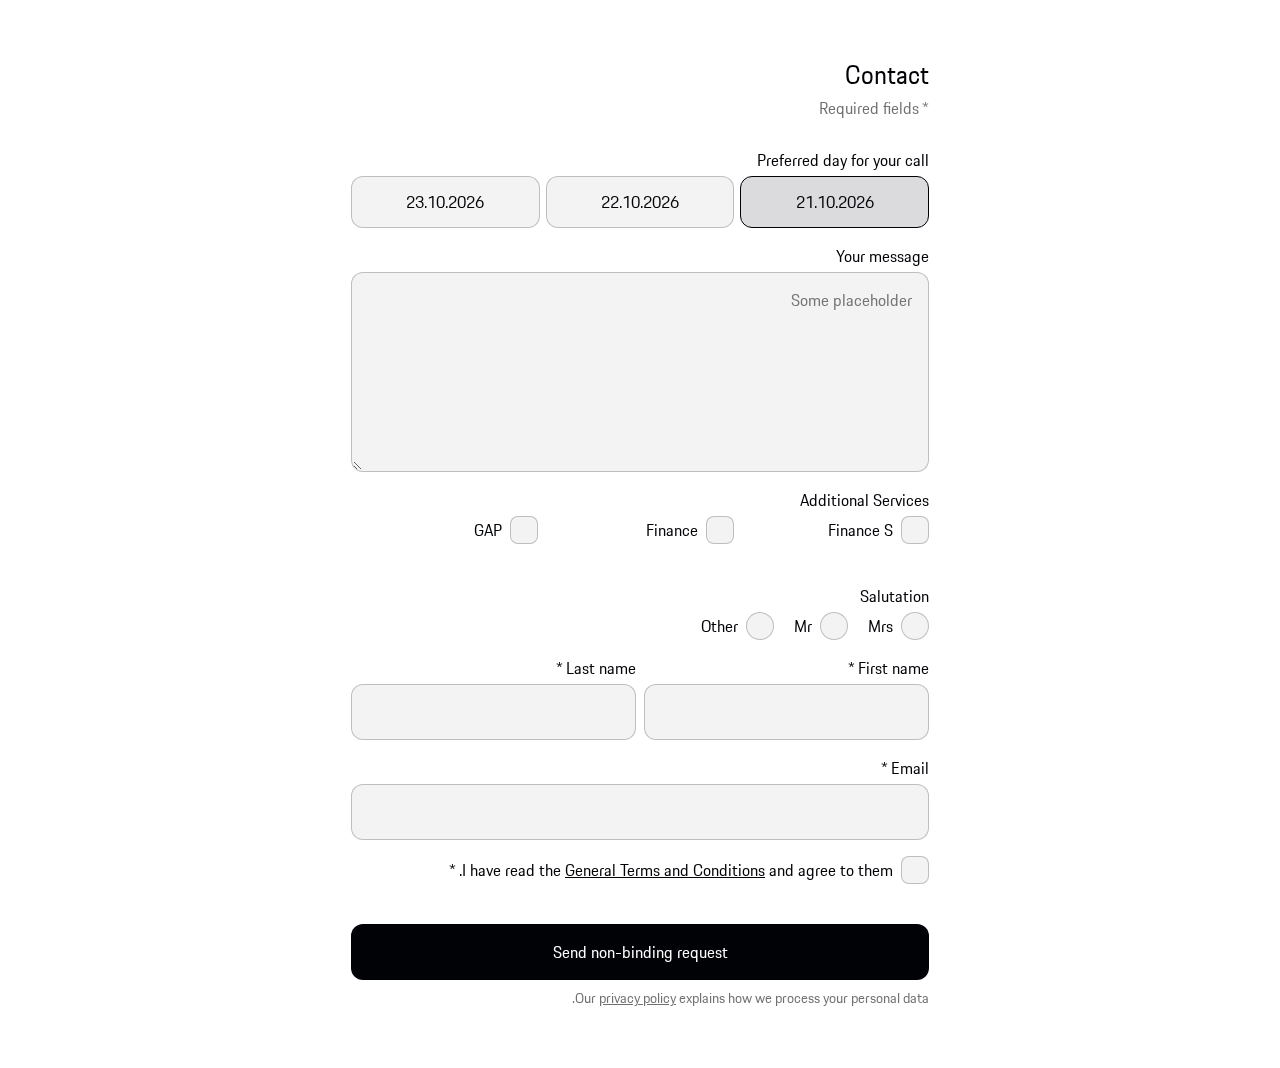 Contact
Required fields *
Preferred day for your call
21.10.2026
22.10.2026
23.10.2026
Your message
Some placeholder
Additional Services
Finance S
Finance
GAP
Salutation
Mrs
Mr
Other
* First name
* Last name
* Email
* .I have read the General Terms and Conditions and agree to them
Send non-binding request
.Our privacy policy explains how we process your personal data